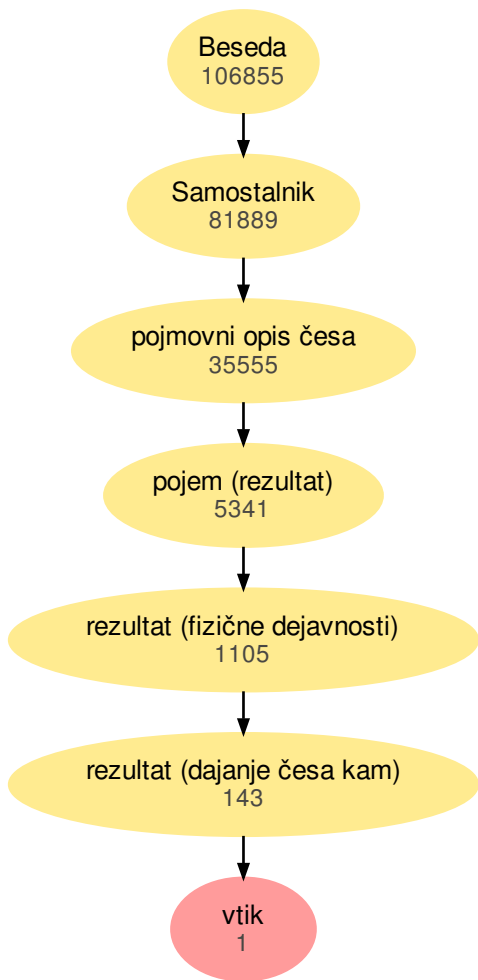 Beseda
106855
Samostalnik
81889
pojmovni opis česa
35555
pojem (rezultat)
5341
rezultat (fizične dejavnosti)
1105
rezultat (dajanje česa kam)
143
vtik
1